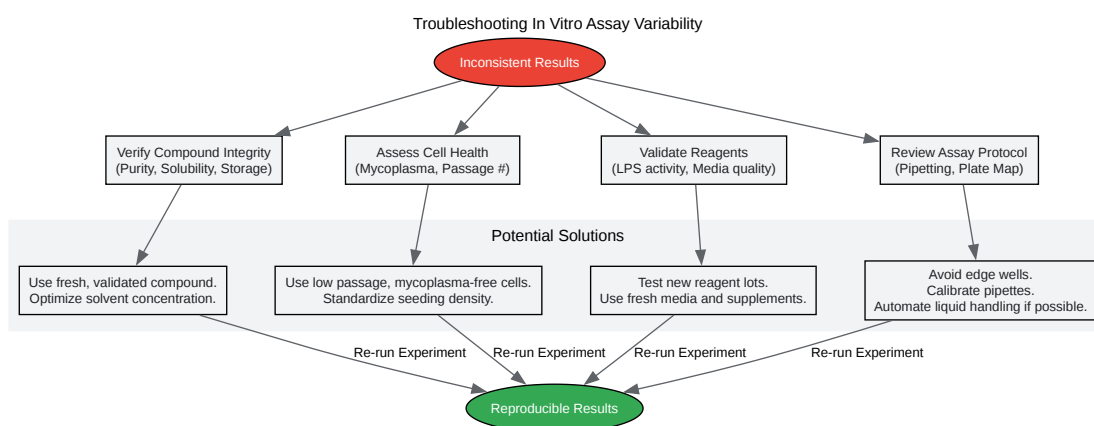 Troubleshooting In Vitro Assay Variability
Inconsistent Results
Verify Compound Integrity
(Purity, Solubility, Storage)
Assess Cell Health
(Mycoplasma, Passage #)
Validate Reagents
(LPS activity, Media quality)
Review Assay Protocol
(Pipetting, Plate Map)
Potential Solutions
Use fresh, validated compound.
Optimize solvent concentration.
Use low passage, mycoplasma-free cells.
Standardize seeding density.
Test new reagent lots.
Use fresh media and supplements.
Avoid edge wells.
Calibrate pipettes.
Automate liquid handling if possible.
Re-run Experiment
Re-run Experiment
Re-run Experiment
Re-run Experiment
Reproducible Results